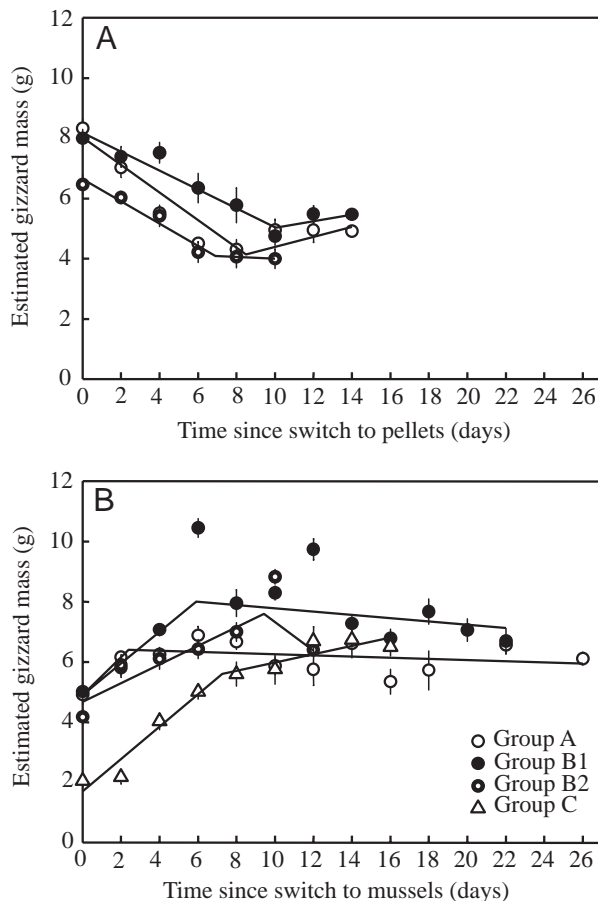 A
Estimated gizzard mass (g)
12
10
8
6
4
2
0
0 2 4 6 8 10 12 14 16 18 20 22 24 26
Time since switch to pellets (days)
B
Estimated gizzard mass (g)
12
10
8
6
4
2
0
Group A
Group B1
Group B2
Group C
0 2 4 6 8 10 12 14 16 18 20 22 24 26
Time since switch to mussels (days)